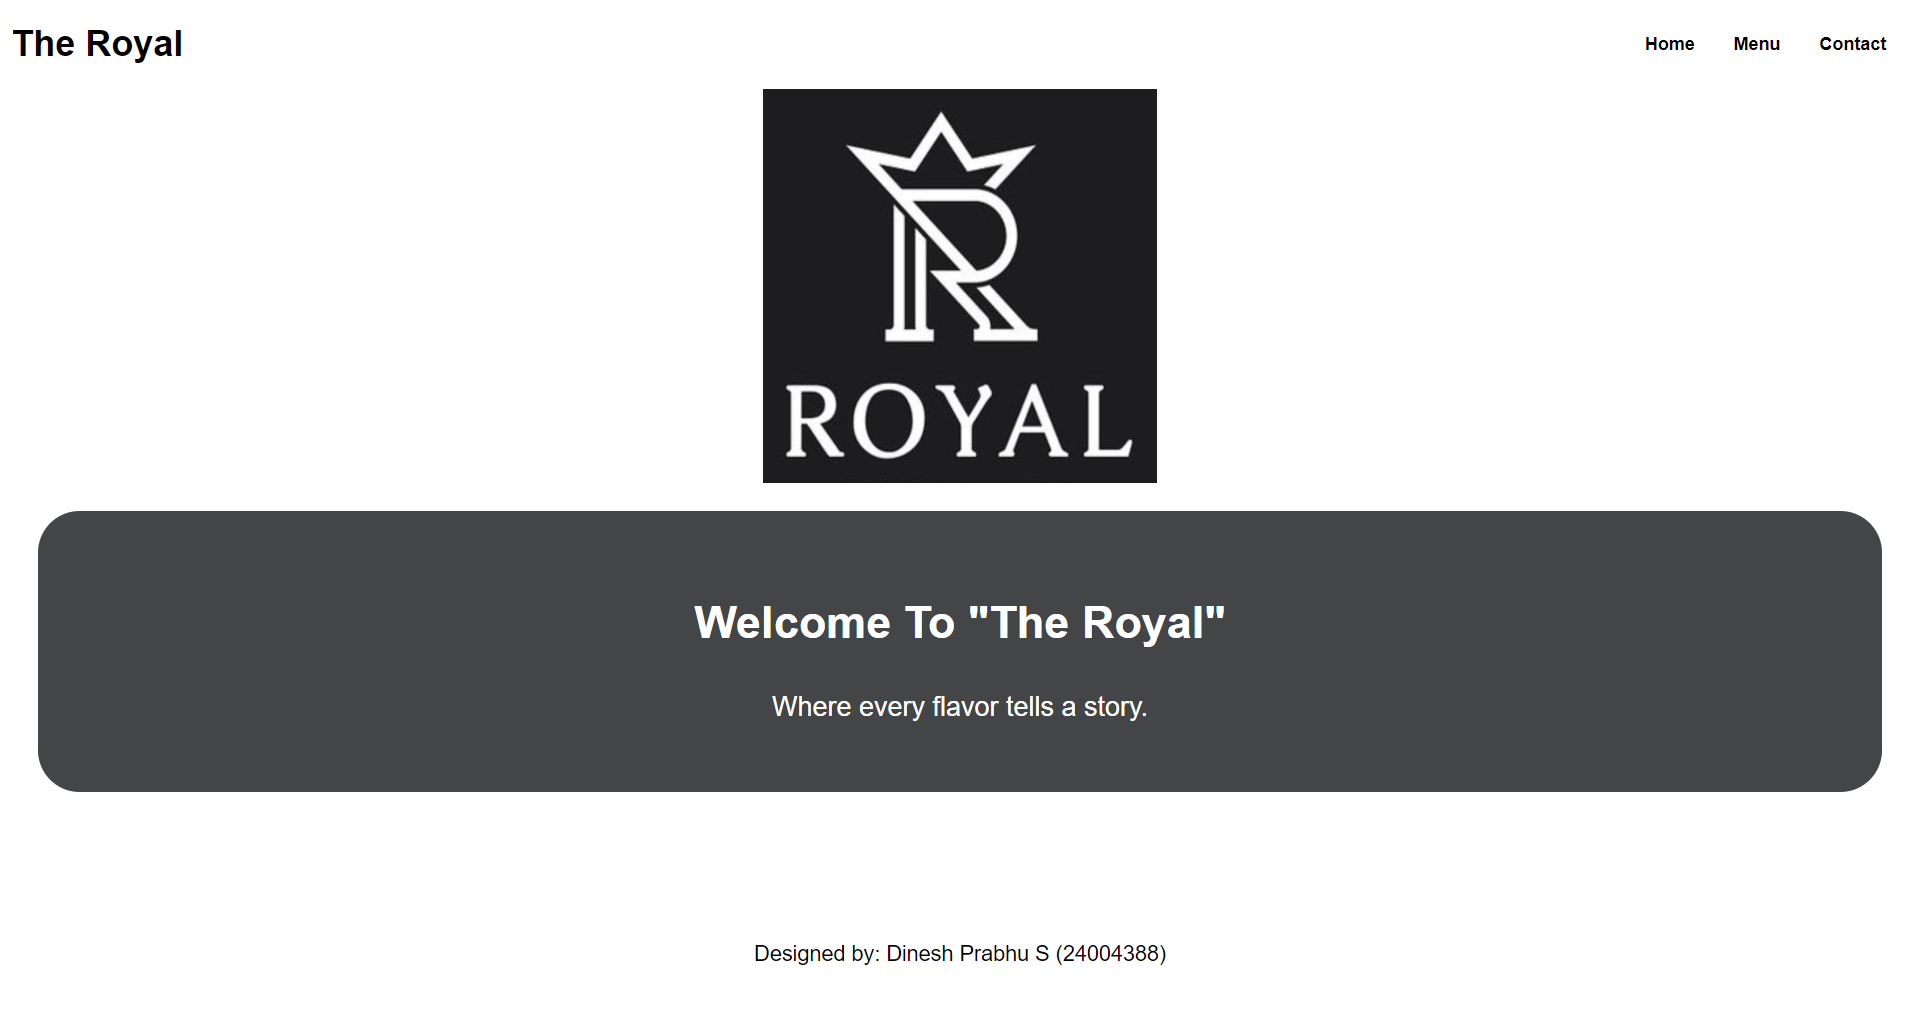 The Royal
Home Menu Contact
R
ROYAL
Welcome To "The Royal"
Where every flavor tells a story.
Designed by: Dinesh Prabhu S (24004388)